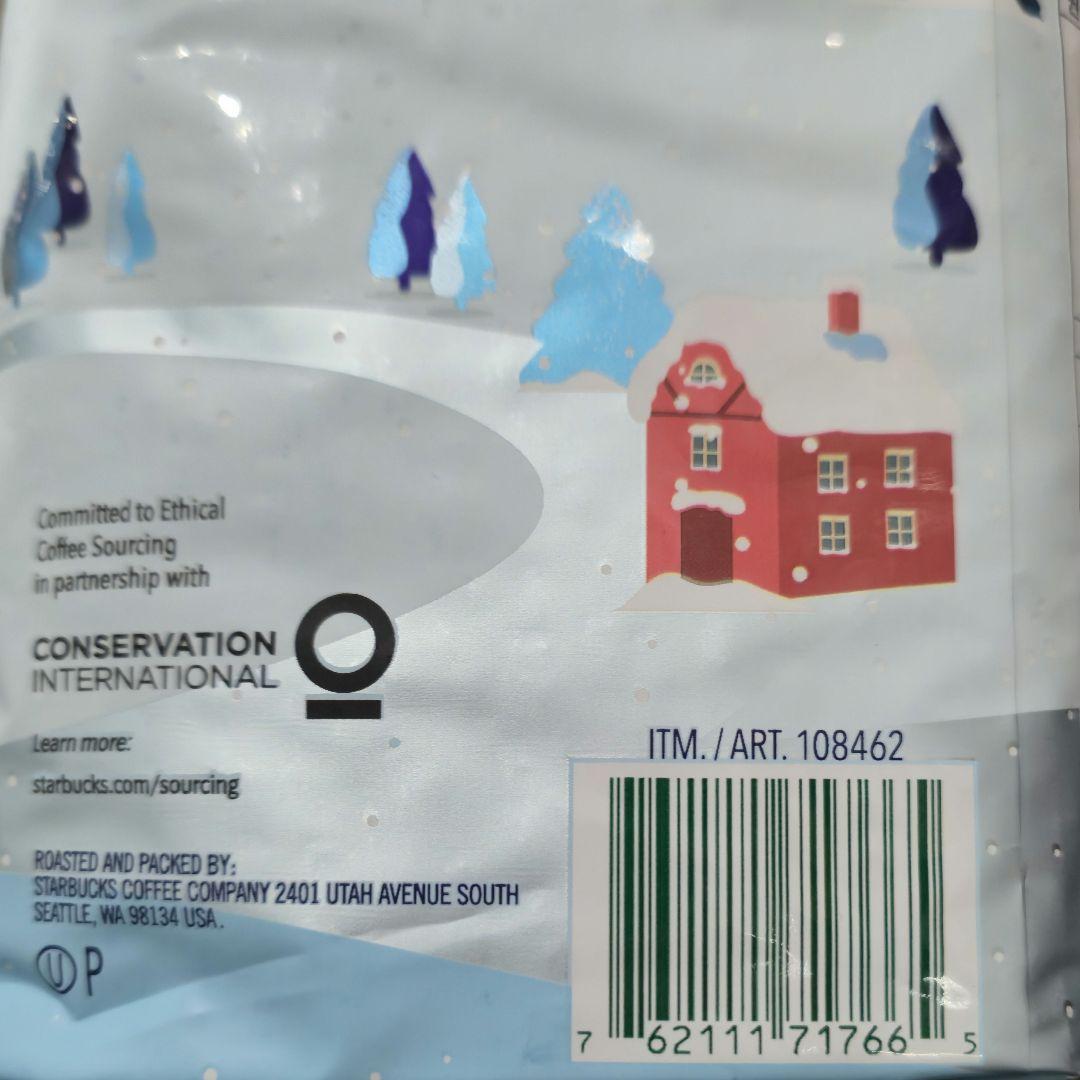 Committed to Ethical
Coffee Sourcing
in partnership with
CONSERVATION
INTERNATIONAL
Learn more:
starbucks.com/sourcing
ROASTED AND PACKED BY:
STARBUCKS COFFEE COMPANY 2401 UTAH AVENUE SOUTH
SEATTLE, WA 98134 USA.
U P
ITM. / ART. 108462
7 62111 71766 5